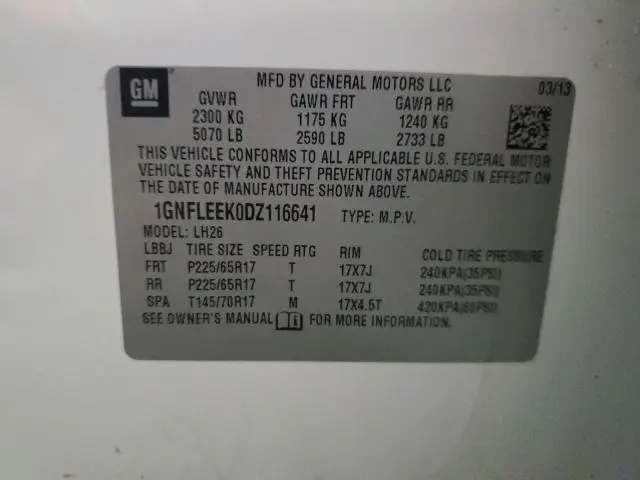 GM
MFD BY GENERAL MOTORS LLC 03/13
GVWR GAWR FRT GAWR RR
2300 KG 1175 KG 1240 KG
5070 LB 2590 LB 2733 LB
THIS VEHICLE CONFORMS TO ALL APPLICABLE U.S. FEDERAL MOTOR
VEHICLE SAFETY AND THEFT PREVENTION STANDARDS IN EFFECT ON
THE DATE OF MANUFACTURE SHOWN ABOVE.
1GNFLEEK0DZ116641 TYPE: M.P.V.
MODEL: LH26
LBBJ TIRE SIZE SPEED RTG RIM COLD TIRE PRESSURE
FRT P225/65R17 T 17X7J 240KPA(35PSI)
RR P225/65R17 T 17X7J 240KPA(35PSI)
SPA T145/70R17 M 17X4.5T 420KPA(60PSI)
SEE OWNER'S MANUAL FOR MORE INFORMATION.